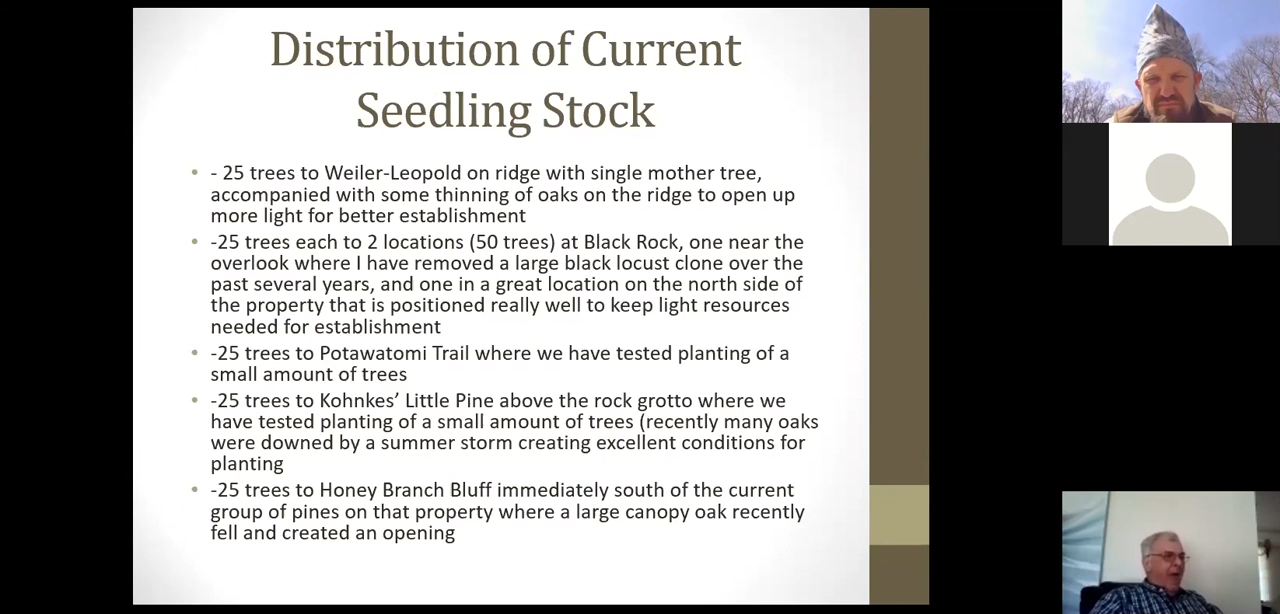 Distribution of Current
Seedling Stock
• - 25 trees to Weiler-Leopold on ridge with single mother tree,
accompanied with some thinning of oaks on the ridge to open up
more light for better establishment
• -25 trees each to 2 locations (50 trees) at Black Rock, one near the
overlook where I have removed a large black locust clone over the
past several years, and one in a great location on the north side of
the property that is positioned really well to keep light resources
needed for establishment
• -25 trees to Potawatomi Trail where we have tested planting of a
small amount of trees
• -25 trees to Kohnkes’ Little Pine above the rock grotto where we
have tested planting of a small amount of trees (recently many oaks
were downed by a summer storm creating excellent conditions for
planting
• -25 trees to Honey Branch Bluff immediately south of the current
group of pines on that property where a large canopy oak recently
fell and created an opening